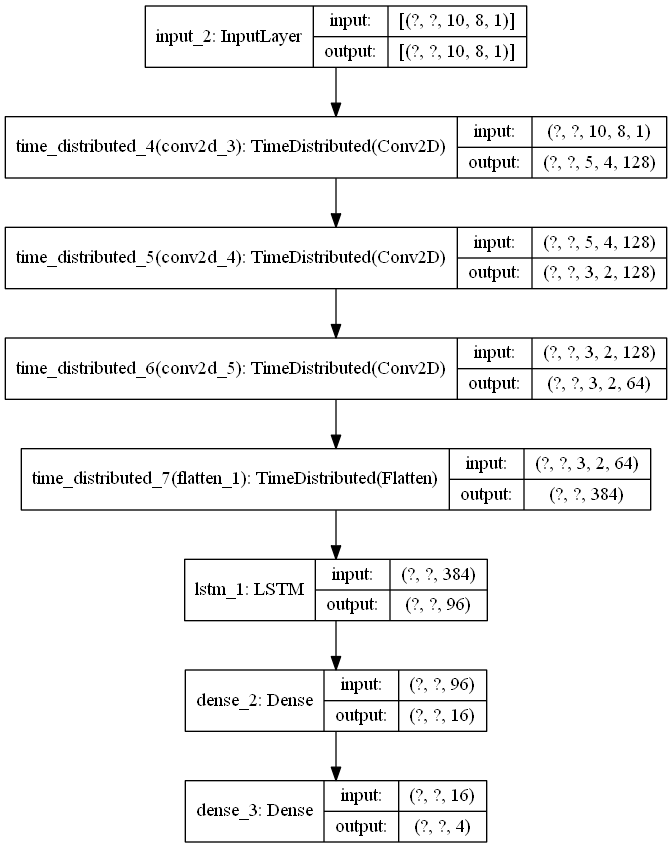 input_2: InputLayer
input:
[(?, ?, 10, 8, 1)]
output:
[(?, ?, 10, 8, 1)]
time_distributed_4(conv2d_3): TimeDistributed(Conv2D)
input:
(?, ?, 10, 8, 1)
output:
(?, ?, 5, 4, 128)
time_distributed_5(conv2d_4): TimeDistributed(Conv2D)
input:
(?, ?, 5, 4, 128)
output:
(?, ?, 3, 2, 128)
time_distributed_6(conv2d_5): TimeDistributed(Conv2D)
input:
(?, ?, 3, 2, 128)
output:
(?, ?, 3, 2, 64)
time_distributed_7(flatten_1): TimeDistributed(Flatten)
input:
(?, ?, 3, 2, 64)
output:
(?, ?, 384)
lstm_1: LSTM
input:
(?, ?, 384)
output:
(?, ?, 96)
dense_2: Dense
input:
(?, ?, 96)
output:
(?, ?, 16)
dense_3: Dense
input:
(?, ?, 16)
output:
(?, ?, 4)